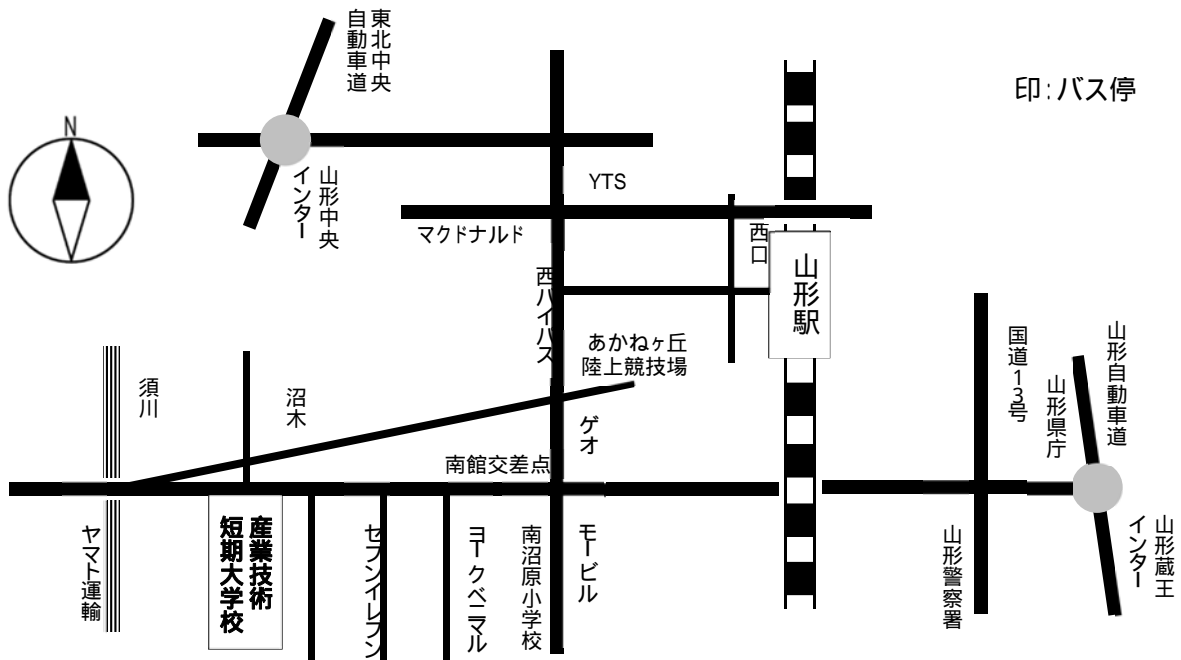 東北中央
自動車道
印:バス停
N
山形中央
インター
YTS
マクドナルド
西口
山形駅
西バイパス
あかねヶ丘
陸上競技場
国道13号
山形県庁
山形自動車道
須川
沼木
ゲオ
南館交差点
ヤマト運輸
産業技術
短期大学校
セブンイレブン
ヨークベニマル
南沼原小学校
モービル
山形警察署
山形蔵王
インター